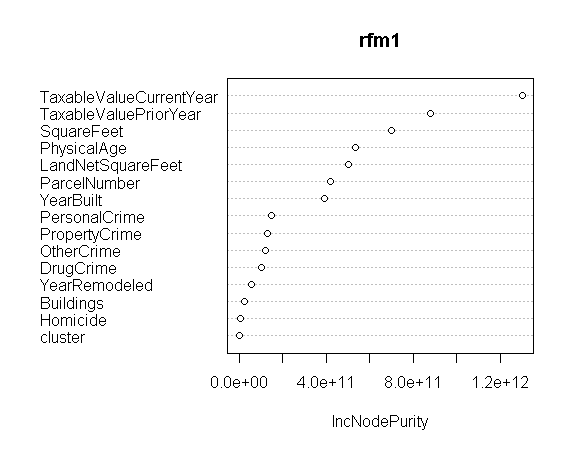 rfm1
TaxableValueCurrentYear
TaxableValuePriorYear
SquareFeet
PhysicalAge
LandNetSquareFeet
ParcelNumber
YearBuilt
PersonalCrime
PropertyCrime
OtherCrime
DrugCrime
YearRemodeled
Buildings
Homicide
cluster
0.0e+00 4.0e+11 8.0e+11 1.2e+12
IncNodePurity